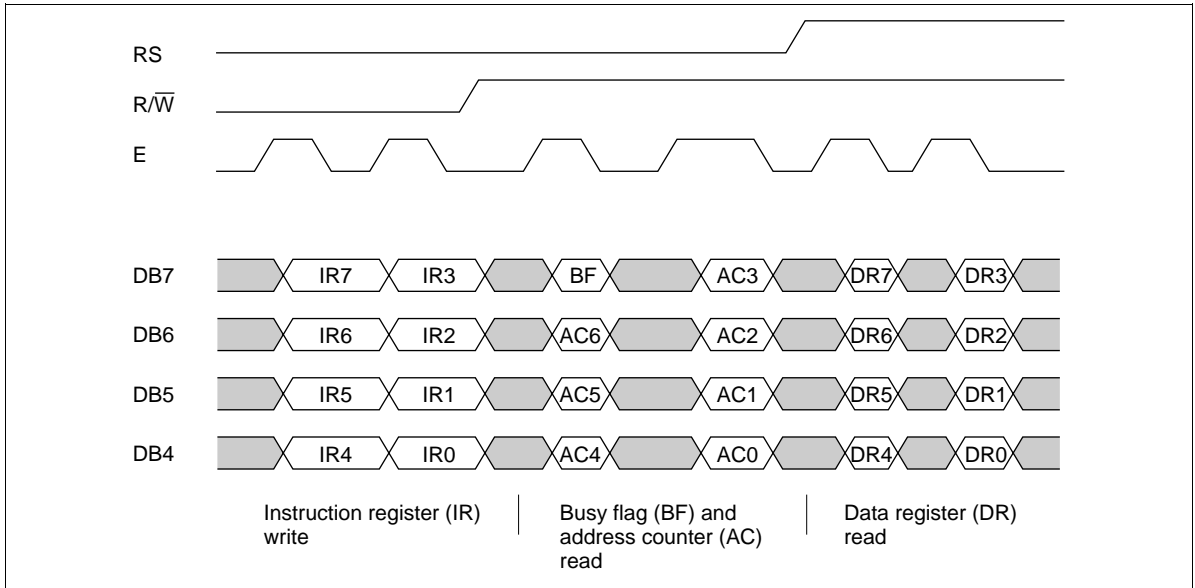 RS
R/W̅
E
DB7 IR7 IR3 BF AC3 DR7 DR3
DB6 IR6 IR2 AC6 AC2 DR6 DR2
DB5 IR5 IR1 AC5 AC1 DR5 DR1
DB4 IR4 IR0 AC4 AC0 DR4 DR0
Instruction register (IR)
write
Busy flag (BF) and
address counter (AC)
read
Data register (DR)
read